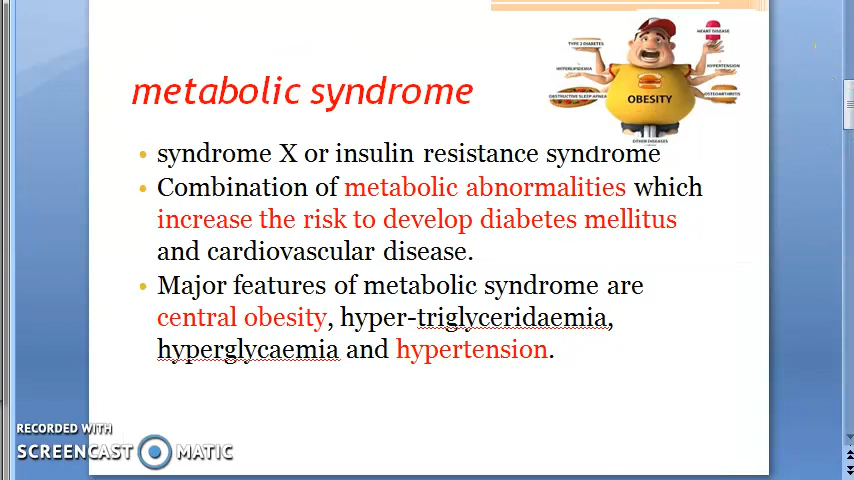 metabolic syndrome
TYPE 2 DIABETES
HEART DISEASE
HYPERLIPIDEMIA
HYPERTENSION
OBSTRUCTIVE SLEEP APNEA
OBESITY
OSTEOARTHRITIS
OTHER DISEASES
• syndrome X or insulin resistance syndrome
• Combination of metabolic abnormalities which
increase the risk to develop diabetes mellitus
and cardiovascular disease.
• Major features of metabolic syndrome are
central obesity, hyper-triglyceridaemia,
hyperglycaemia and hypertension.
RECORDED WITH
SCREENCAST MATIC